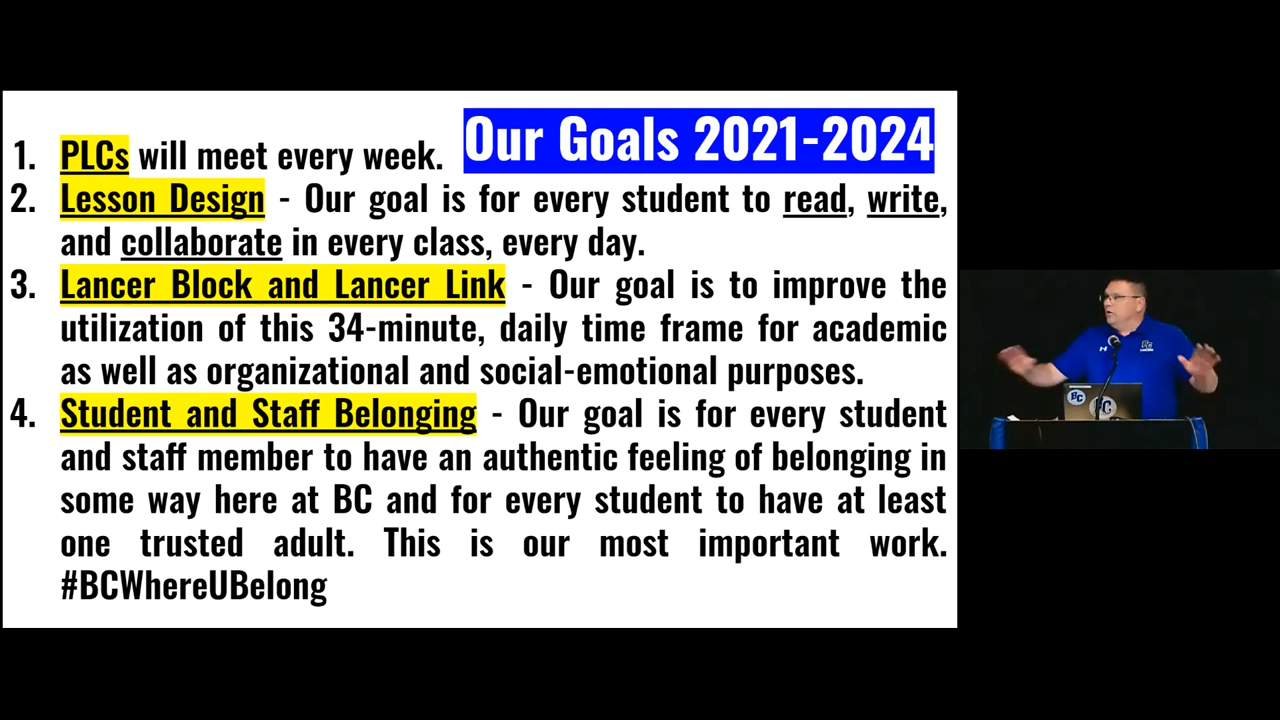 Our Goals 2021-2024
1. PLCs will meet every week.
2. Lesson Design - Our goal is for every student to read, write,
and collaborate in every class, every day.
3. Lancer Block and Lancer Link - Our goal is to improve the
utilization of this 34-minute, daily time frame for academic
as well as organizational and social-emotional purposes.
4. Student and Staff Belonging - Our goal is for every student
and staff member to have an authentic feeling of belonging in
some way here at BC and for every student to have at least
one trusted adult. This is our most important work.
#BCWhereUBelong
BC
BC
BC